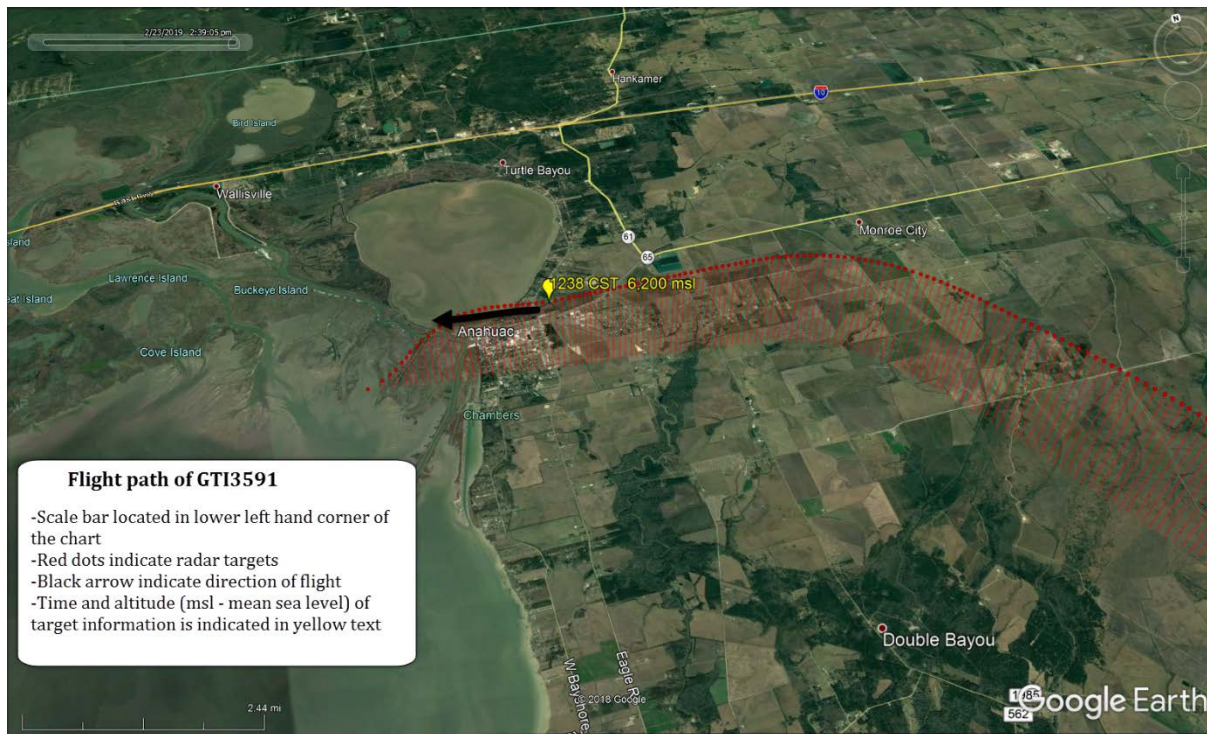 2/23/2019 2:39:05 pm
N
Hankamer
10
Bird Island
Turtle Bayou
Wallisville
Monroe City
61
65
Lawrence Island
Buckeye Island
1238 CST 6,200 msl
Anahuac
Cove Island
Chambers
Flight path of GTI3591
-Scale bar located in lower left hand corner of
the chart
-Red dots indicate radar targets
-Black arrow indicate direction of flight
-Time and altitude (msl - mean sea level) of
target information is indicated in yellow text
Double Bayou
W Bayshore
Eagle R
© 2018 Google
2.44 mi
562
Google Earth